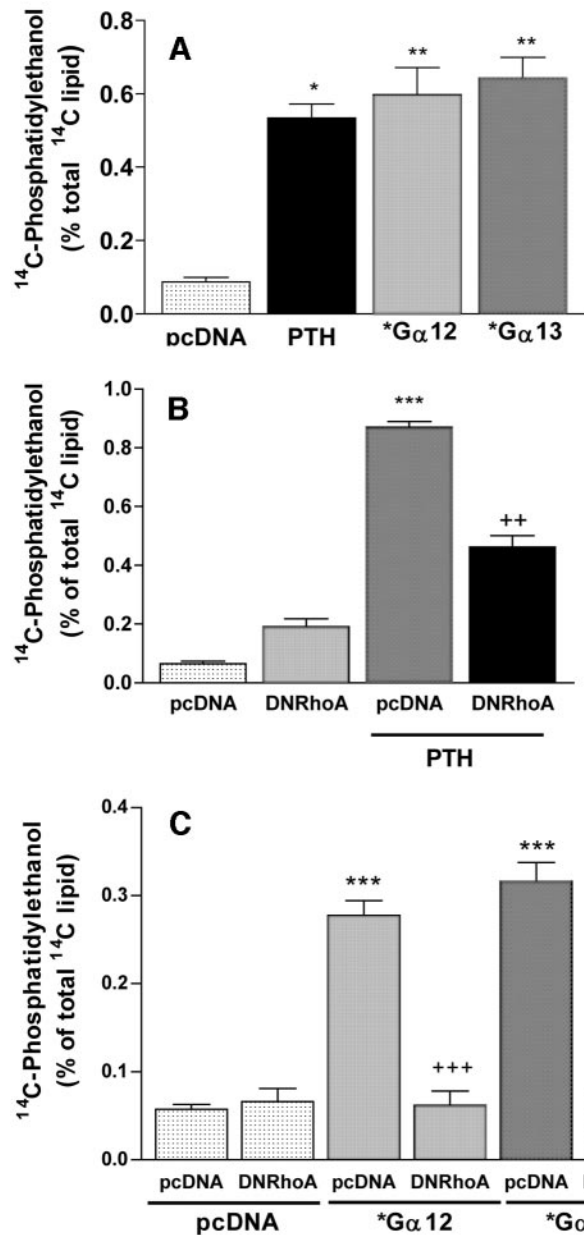 A
¹⁴C-Phosphatidylethanol
(% total ¹⁴C lipid)
0.8
0.6
0.4
0.2
0.0
*
**
**
pcDNA PTH *Gα12 *Gα13
B
¹⁴C-Phosphatidylethanol
(% of total ¹⁴C lipid)
1.0
0.8
0.6
0.4
0.2
0.0
***
++
pcDNA DNRhoA pcDNA DNRhoA
PTH
C
¹⁴C-Phosphatidylethanol
(% of total ¹⁴C lipid)
0.4
0.3
0.2
0.1
0.0
***
+++
***
pcDNA DNRhoA pcDNA DNRhoA pcDNA
pcDNA *Gα12 *Gα